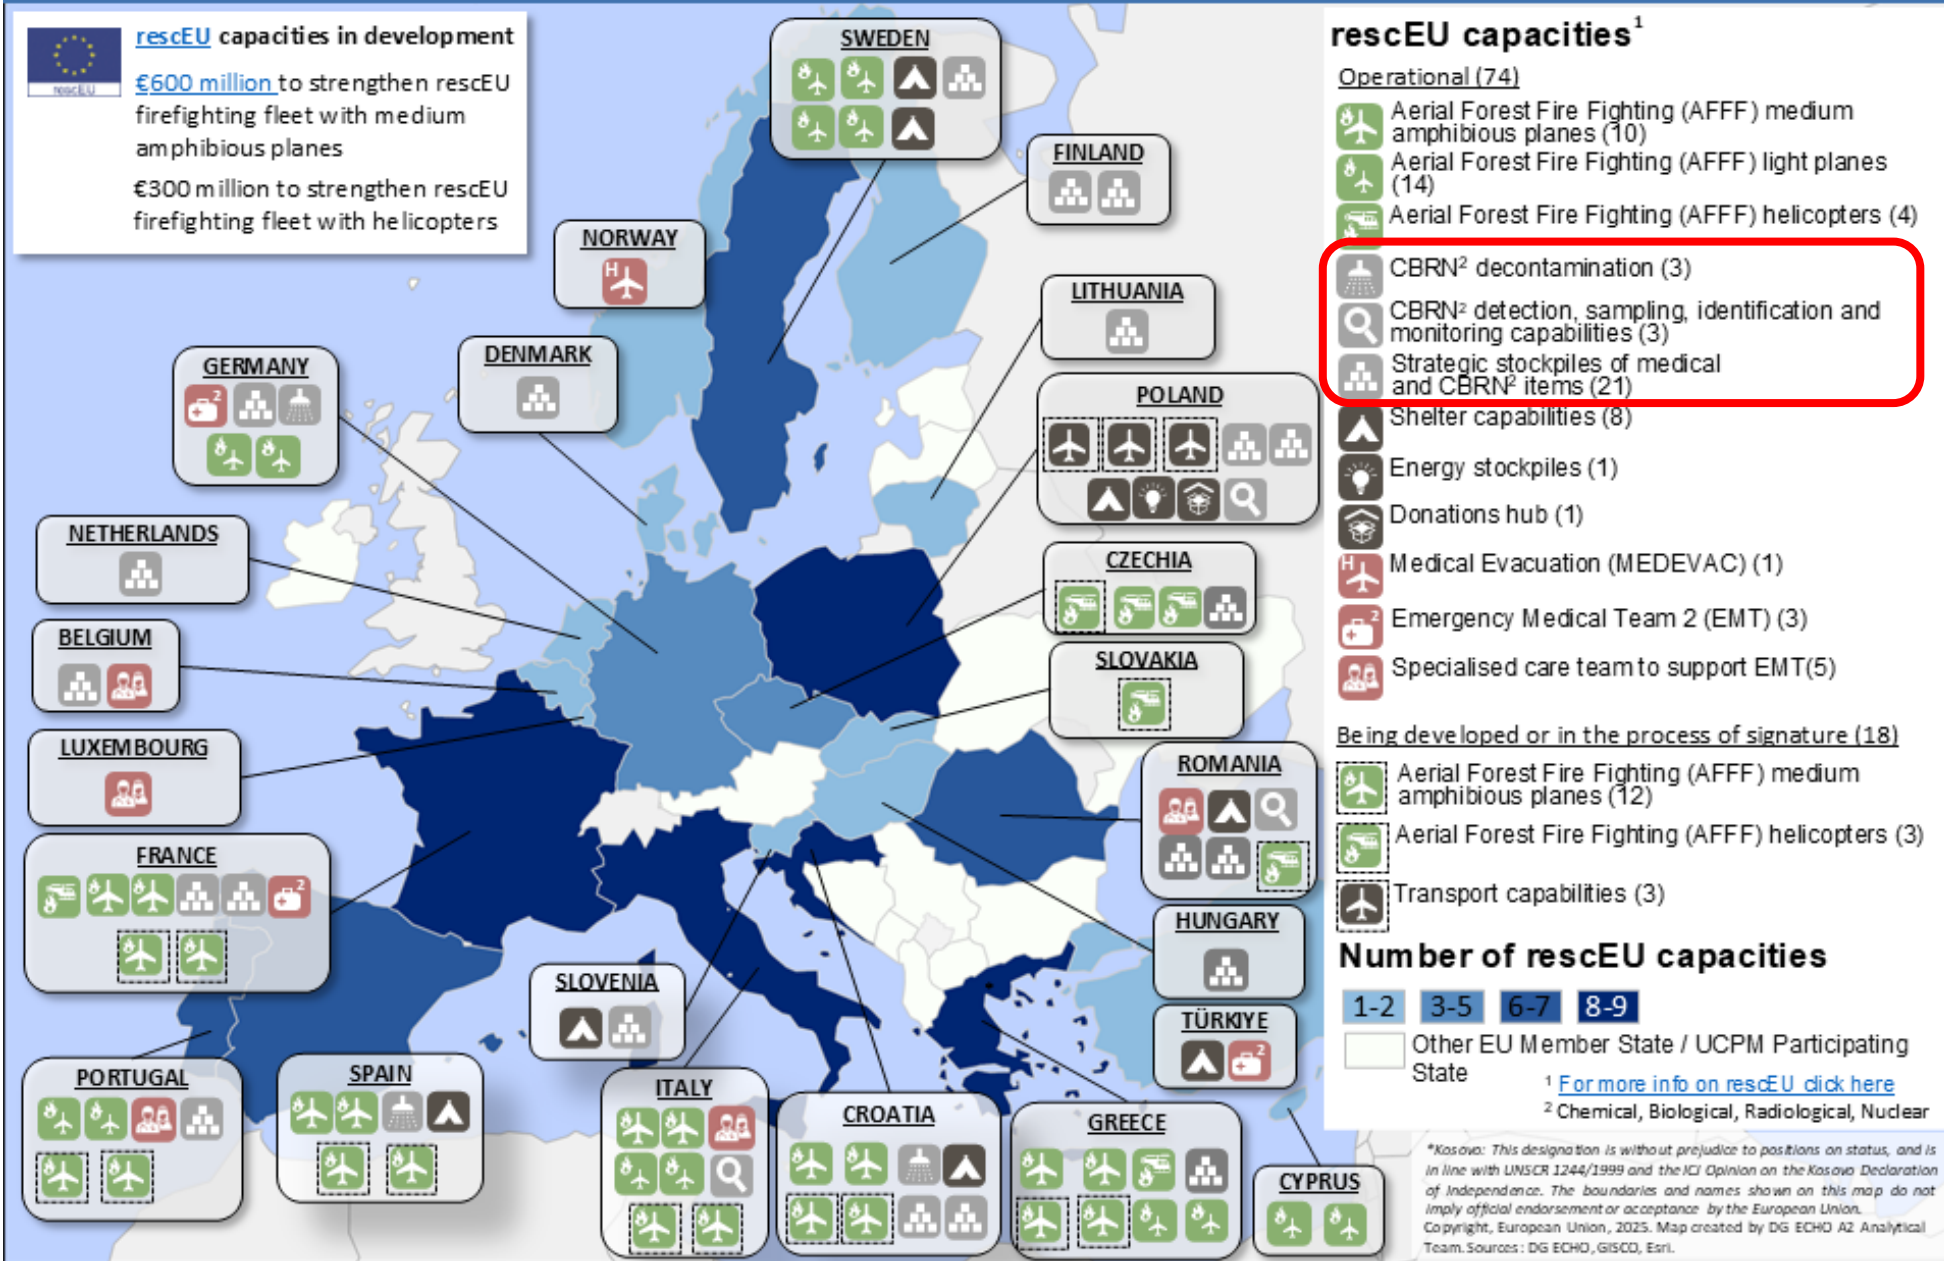 rescEU
rescEU capacities in development
€600 million to strengthen rescEU
firefighting fleet with medium
amphibious planes
€300 million to strengthen rescEU
firefighting fleet with helicopters
SWEDEN
FINLAND
NORWAY
H
LITHUANIA
DENMARK
GERMANY
2
POLAND
NETHERLANDS
CZECHIA
BELGIUM
SLOVAKIA
LUXEMBOURG
ROMANIA
FRANCE
2
HUNGARY
SLOVENIA
TÜRKIYE
2
PORTUGAL
SPAIN
ITALY
CROATIA
GREECE
CYPRUS
rescEU capacities¹
Operational (74)
Aerial Forest Fire Fighting (AFFF) medium
amphibious planes (10)
Aerial Forest Fire Fighting (AFFF) light planes
(14)
Aerial Forest Fire Fighting (AFFF) helicopters (4)
CBRN² decontamination (3)
CBRN² detection, sampling, identification and
monitoring capabilities (3)
Strategic stockpiles of medical
and CBRN² items (21)
Shelter capabilities (8)
Energy stockpiles (1)
Donations hub (1)
H
Medical Evacuation (MEDEVAC) (1)
2
Emergency Medical Team 2 (EMT) (3)
Specialised care team to support EMT(5)
Being developed or in the process of signature (18)
Aerial Forest Fire Fighting (AFFF) medium
amphibious planes (12)
Aerial Forest Fire Fighting (AFFF) helicopters (3)
Transport capabilities (3)
Number of rescEU capacities
1-2 3-5 6-7 8-9
Other EU Member State / UCPM Participating
State
¹ For more info on rescEU click here
² Chemical, Biological, Radiological, Nuclear
*Kosovo: This designation is without prejudice to positions on status, and is
in line with UNSCR 1244/1999 and the ICJ Opinion on the Kosovo Declaration
of Independence. The boundaries and names shown on this map do not
imply official endorsement or acceptance by the European Union.
Copyright, European Union, 2025. Map created by DG ECHO A2 Analytical
Team. Sources: DG ECHO, GISCO, Esri.